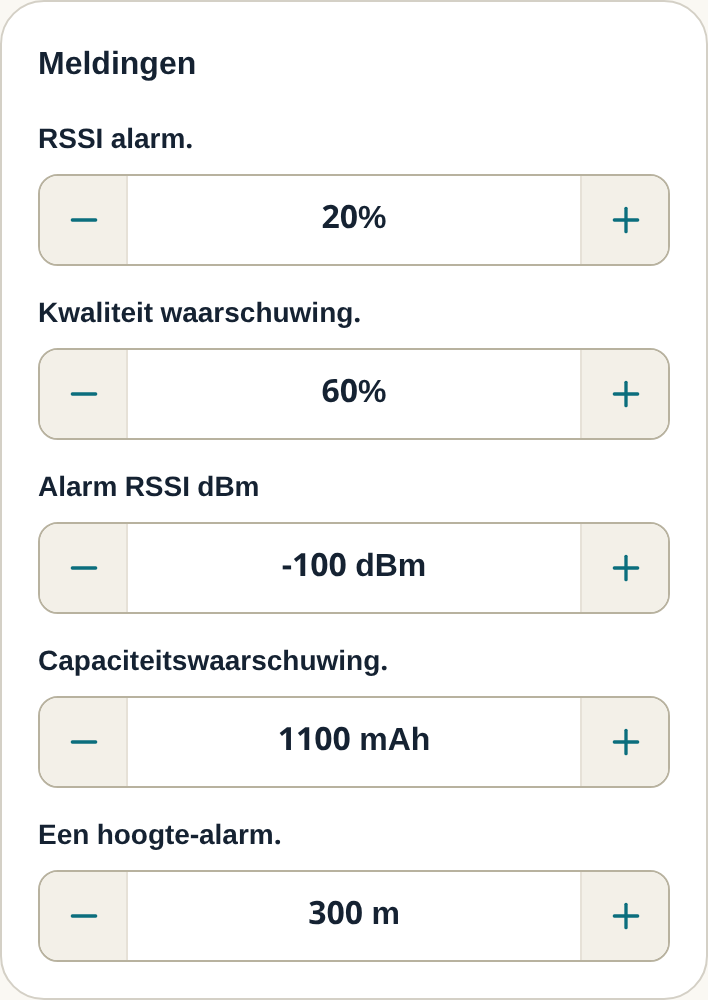 Meldingen
RSSI alarm.
20%
Kwaliteit waarschuwing.
60%
Alarm RSSI dBm
-100 dBm
Capaciteitswaarschuwing.
1100 mAh
Een hoogte-alarm.
300 m